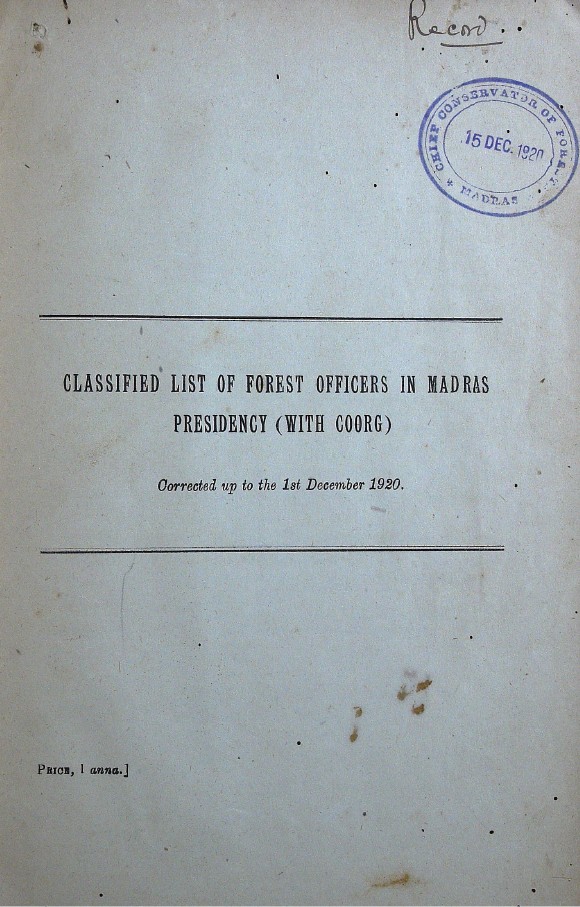 Record
CHIEF CONSERVATOR OF FOREST
15 DEC. 1920
* MADRAS *
CLASSIFIED LIST OF FOREST OFFICERS IN MADRAS
PRESIDENCY (WITH COORG)
Corrected up to the 1st December 1920.
PRICE, 1 anna.]